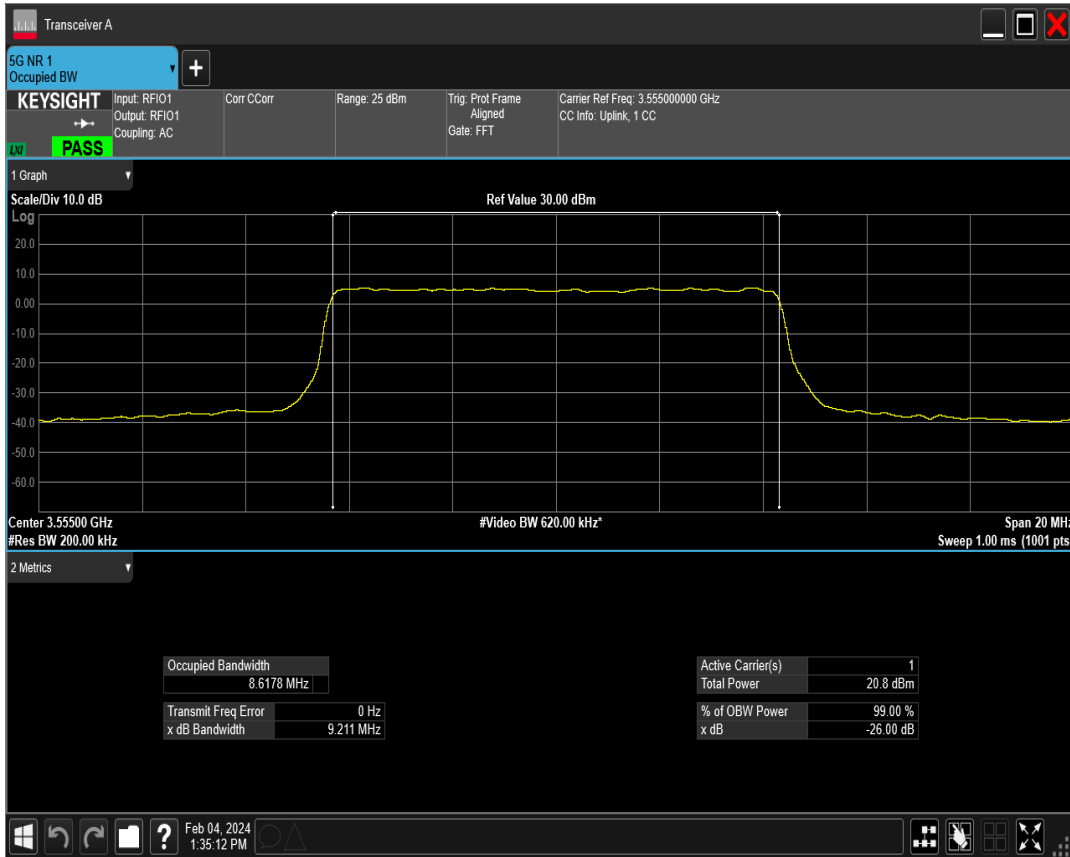 Transceiver A
5G NR 1
Occupied BW
KEYSIGHT
LXI
PASS
Input: RFIO1
Output: RFIO1
Coupling: AC
Corr CCorr
Range: 25 dBm
Trig: Prot Frame
Aligned
Gate: FFT
Carrier Ref Freq: 3.555000000 GHz
CC Info: Uplink, 1 CC
1 Graph
Scale/Div 10.0 dB
Ref Value 30.00 dBm
Log
20.0
10.0
0.00
-10.0
-20.0
-30.0
-40.0
-50.0
-60.0
Center 3.55500 GHz
#Video BW 620.00 kHz*
Span 20 MHz
#Res BW 200.00 kHz
Sweep 1.00 ms (1001 pts
2 Metrics
Occupied Bandwidth
8.6178 MHz
Transmit Freq Error 0 Hz
x dB Bandwidth 9.211 MHz
Active Carrier(s) 1
Total Power 20.8 dBm
% of OBW Power 99.00 %
x dB -26.00 dB
?
Feb 04, 2024
1:35:12 PM